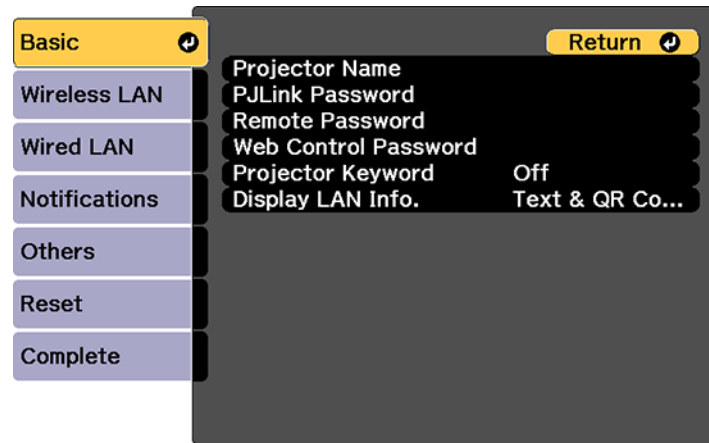 Basic
Wireless LAN
Wired LAN
Notifications
Others
Reset
Complete
Return
Projector Name
PJLink Password
Remote Password
Web Control Password
Projector Keyword Off
Display LAN Info. Text & QR Co...